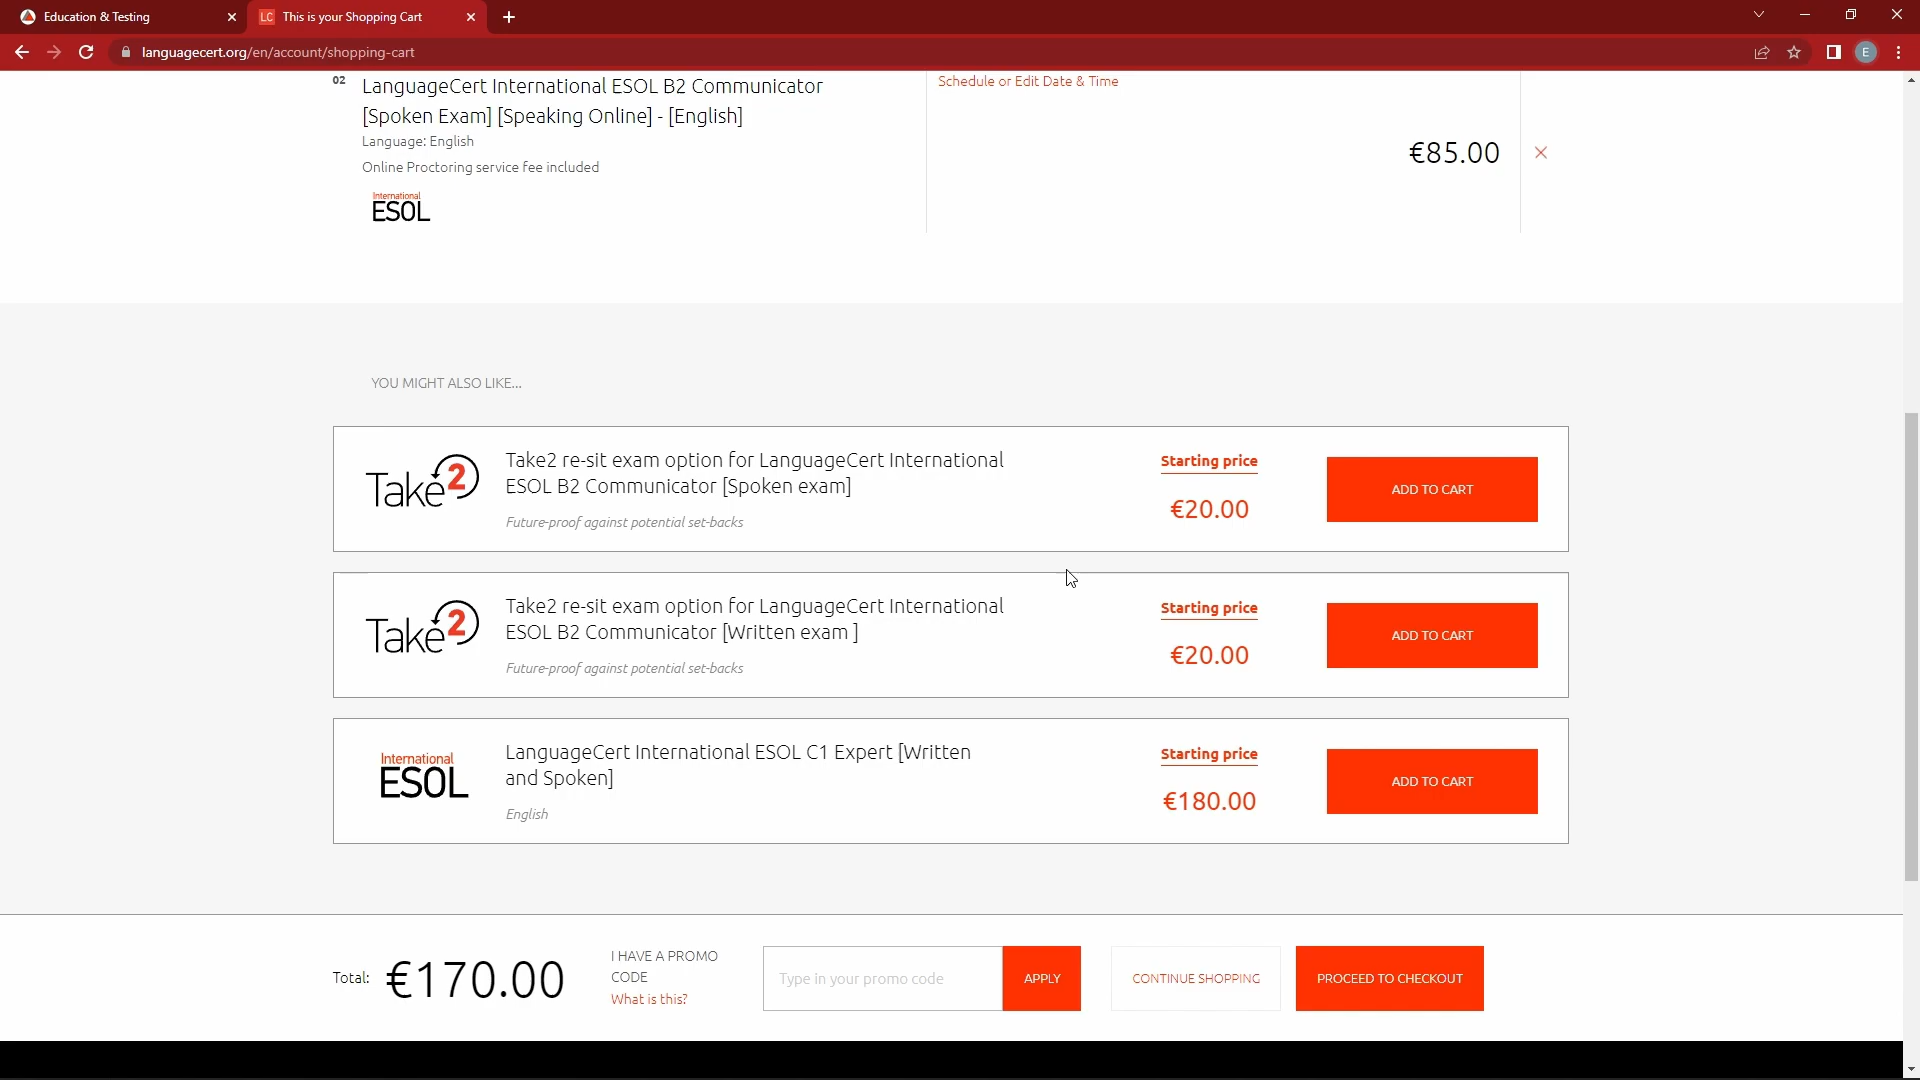 Education & Testing
This is your Shopping Cart
languagecert.org/en/account/shopping-cart
E
02
LanguageCert International ESOL B2 Communicator
[Spoken Exam] [Speaking Online] - [English]
Language: English
Online Proctoring service fee included
International
ESOL
Schedule or Edit Date & Time
€85.00
YOU MIGHT ALSO LIKE...
Take2
Take2 re-sit exam option for LanguageCert International
ESOL B2 Communicator [Spoken exam]
Future-proof against potential set-backs
Starting price
€20.00
ADD TO CART
Take2
Take2 re-sit exam option for LanguageCert International
ESOL B2 Communicator [Written exam ]
Future-proof against potential set-backs
Starting price
€20.00
ADD TO CART
International
ESOL
LanguageCert International ESOL C1 Expert [Written
and Spoken]
English
Starting price
€180.00
ADD TO CART
Total: €170.00
I HAVE A PROMO
CODE
What is this?
Type in your promo code
APPLY
CONTINUE SHOPPING
PROCEED TO CHECKOUT